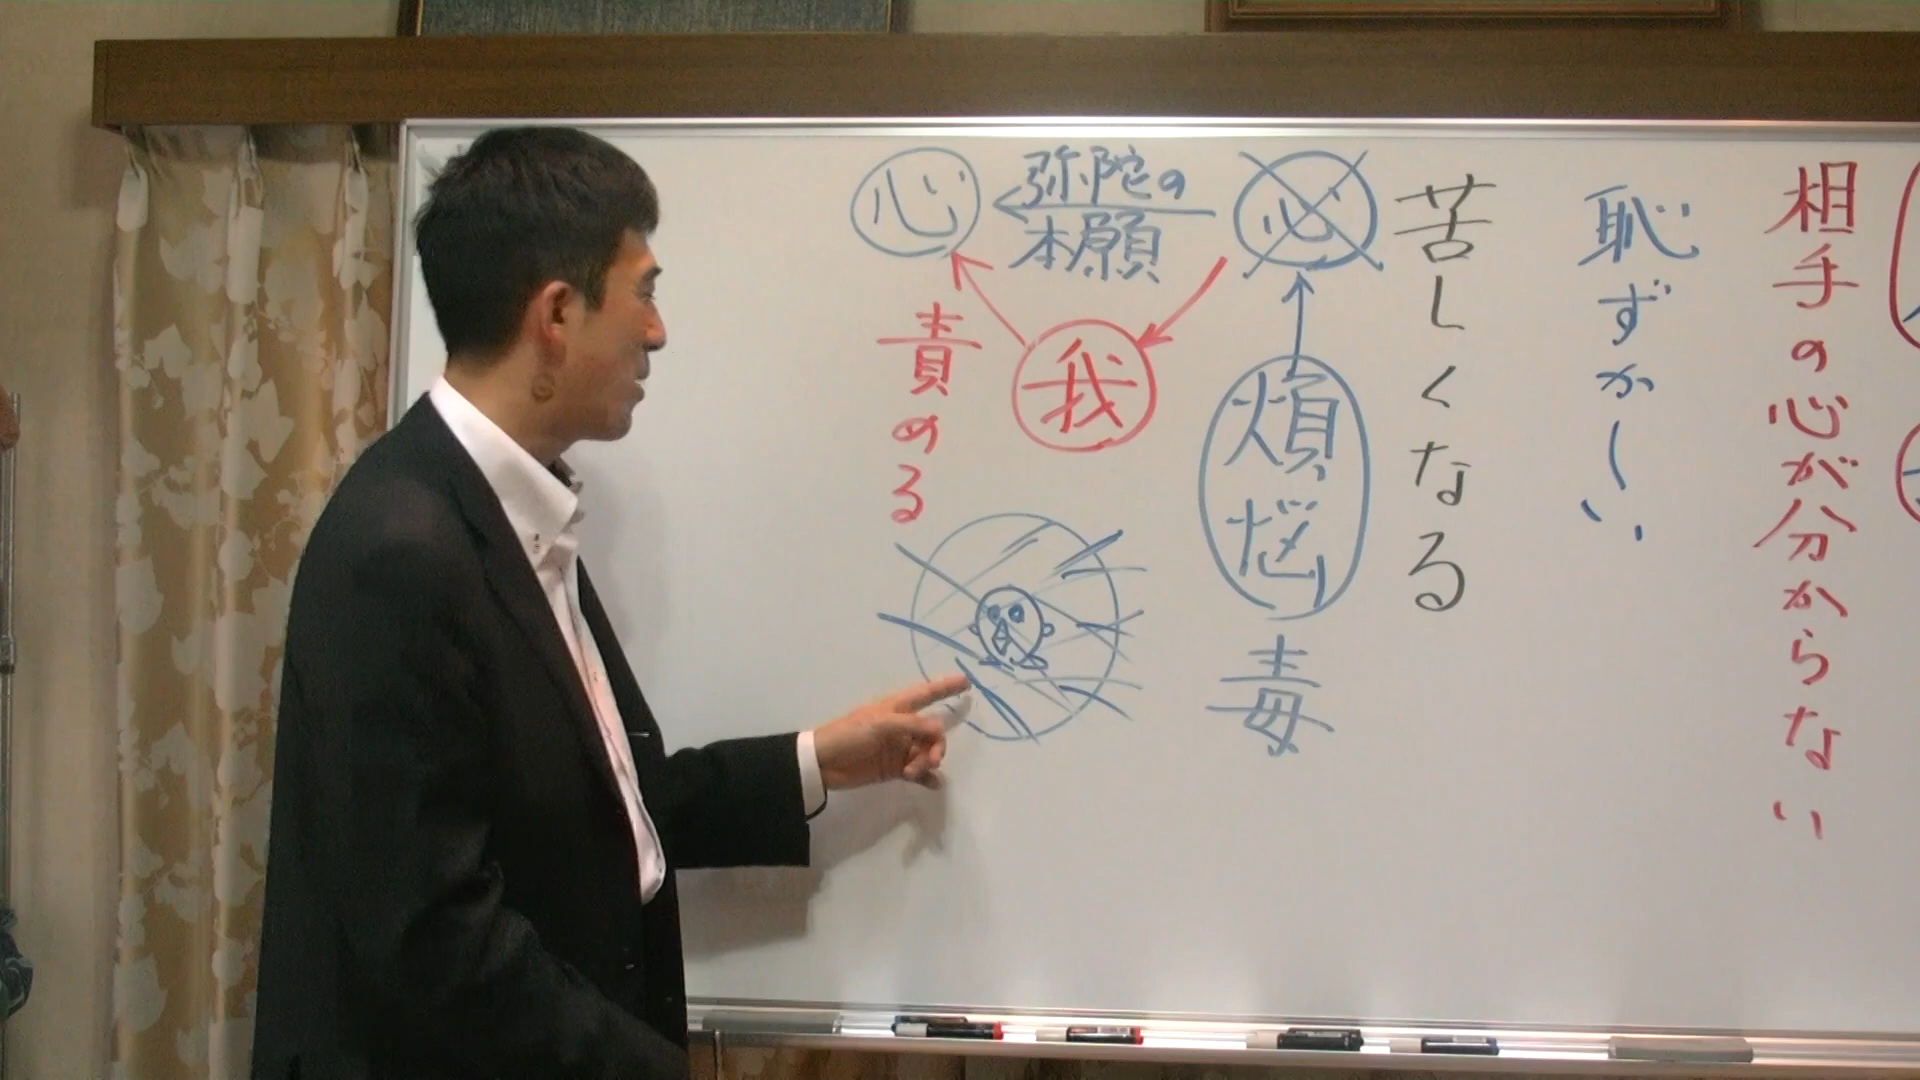 相手の心が分からない
恥ずかしい
苦しくなる
心
煩悩
毒
弥陀の
本願
我
心
責める